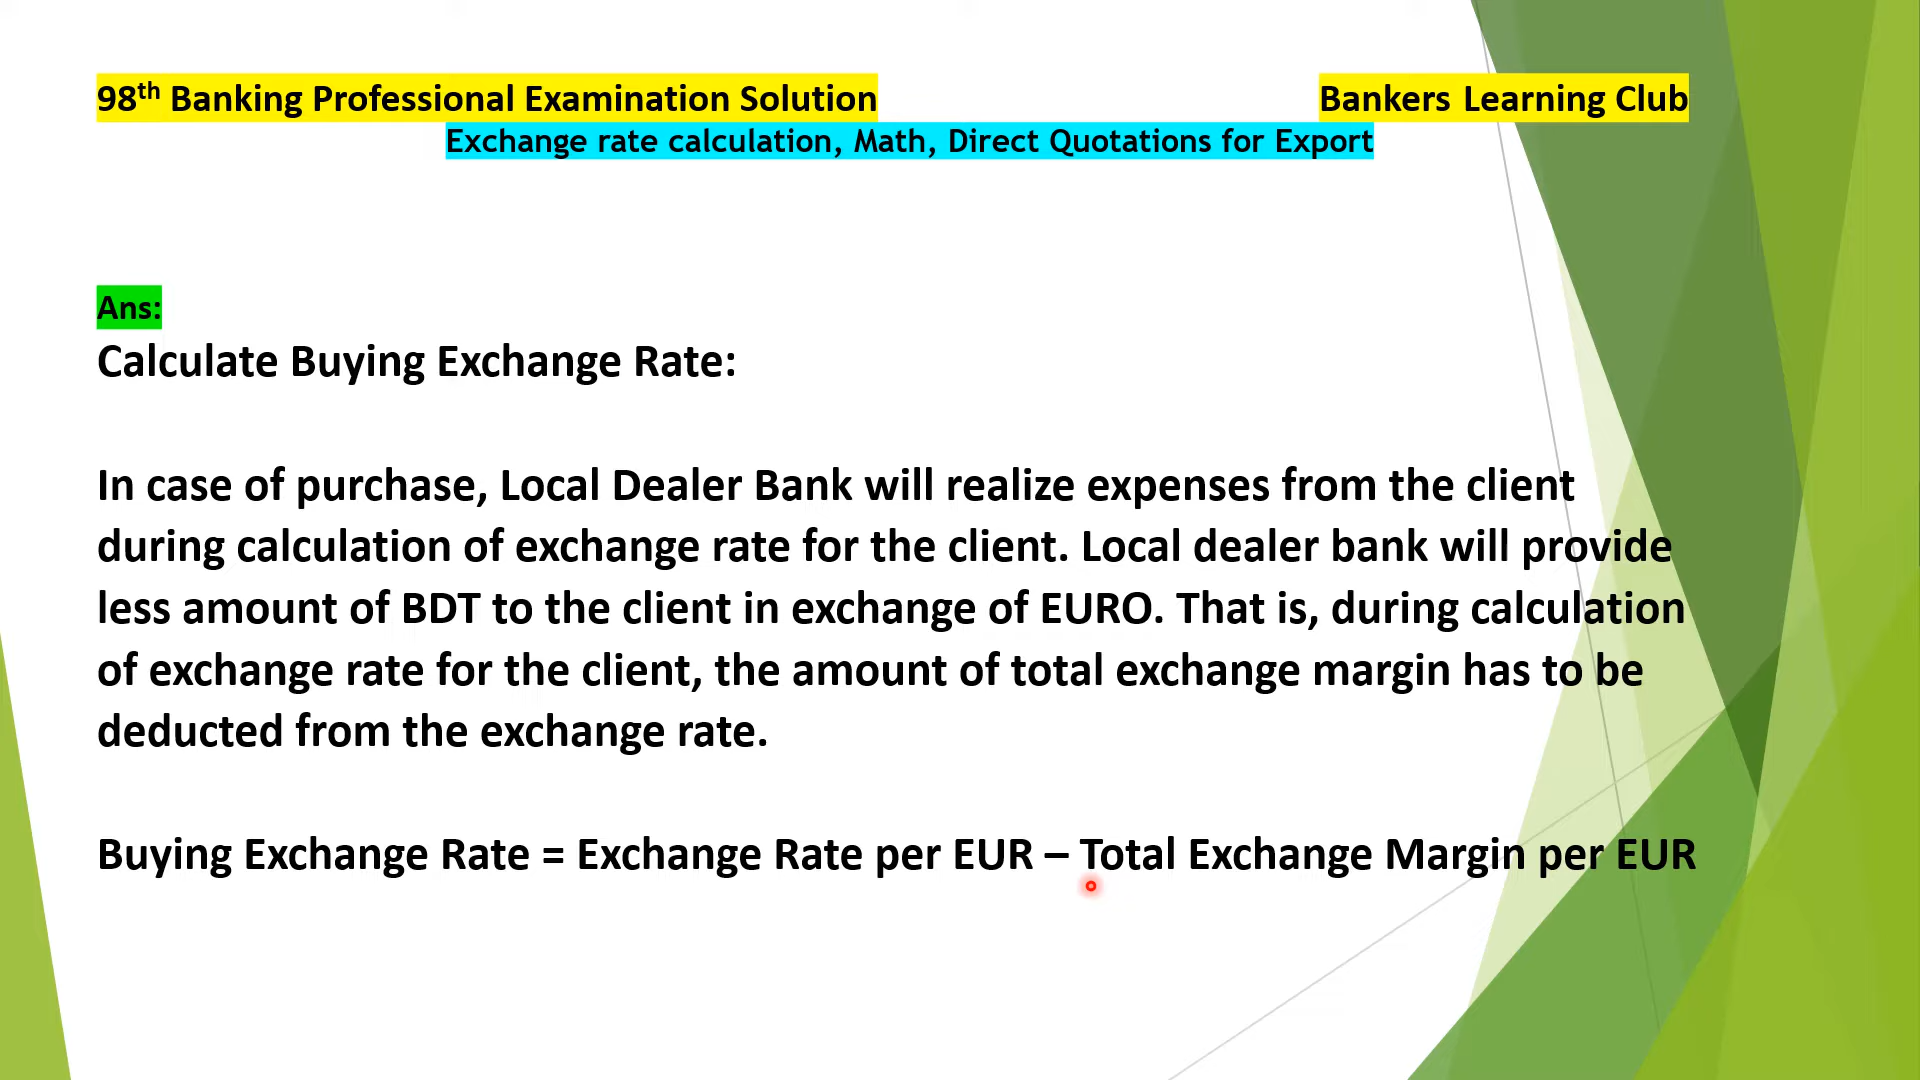 98th Banking Professional Examination Solution Bankers Learning Club
Exchange rate calculation, Math, Direct Quotations for Export
Ans:
Calculate Buying Exchange Rate:
In case of purchase, Local Dealer Bank will realize expenses from the client
during calculation of exchange rate for the client. Local dealer bank will provide
less amount of BDT to the client in exchange of EURO. That is, during calculation
of exchange rate for the client, the amount of total exchange margin has to be
deducted from the exchange rate.
Buying Exchange Rate = Exchange Rate per EUR – Total Exchange Margin per EUR